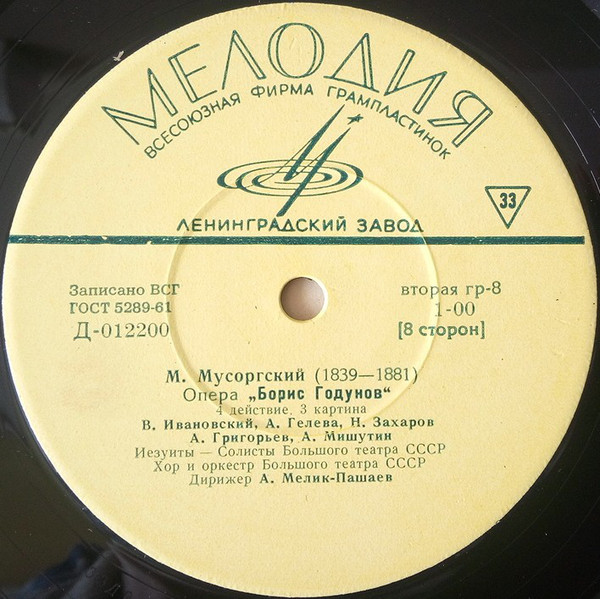 МЕЛОДИЯ
ВСЕСОЮЗНАЯ ФИРМА ГРАМПЛАСТИНОК
33
ЛЕНИНГРАДСКИЙ ЗАВОД
Записано ВСГ
ГОСТ 5289-61
Д-012200
вторая гр-8
1-00
[8 сторон]
М. Мусоргский (1839—1881)
Опера „Борис Годунов“
4 действие, 3 картина
В. Ивановский, А. Гелева, Н. Захаров
А. Григорьев, А. Мишутин
Иезуиты — Солисты Большого театра СССР
Хор и оркестр Большого театра СССР
Дирижер А. Мелик-Пашаев